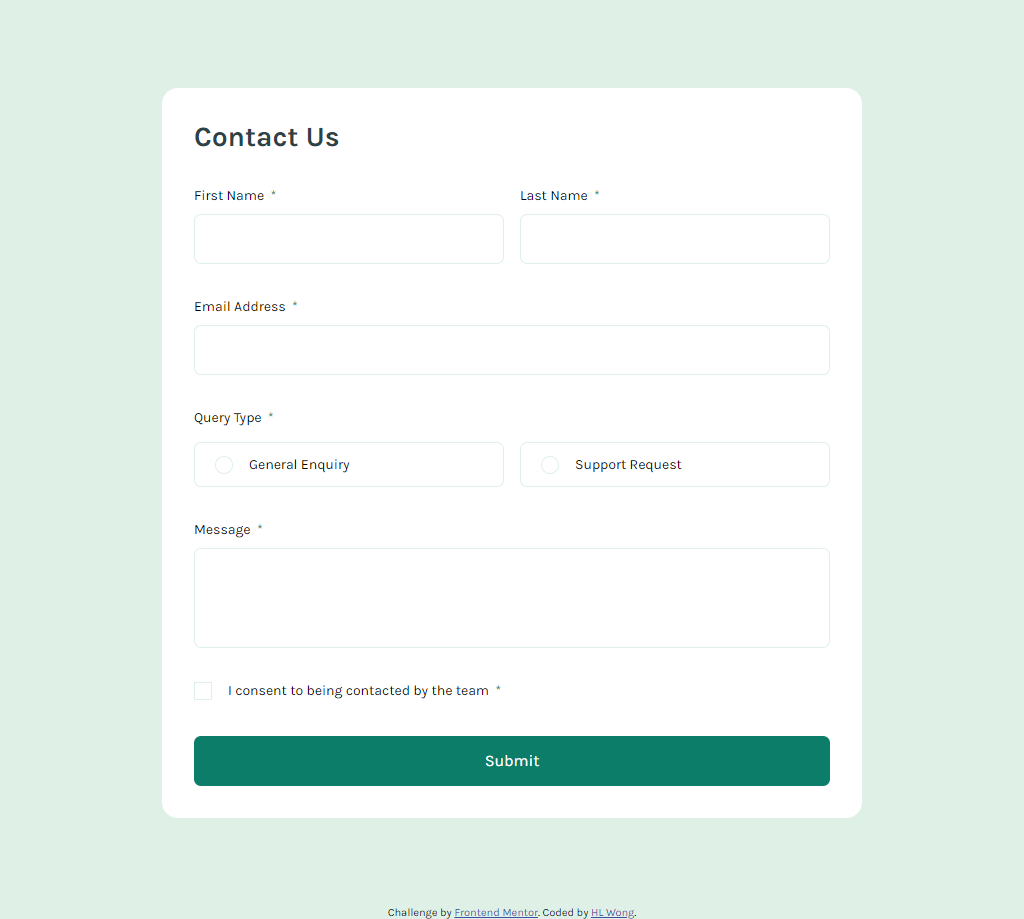 Contact Us
First Name * Last Name *
Email Address *
Query Type *
General Enquiry Support Request
Message *
I consent to being contacted by the team *
Submit
Challenge by Frontend Mentor. Coded by HL Wong.